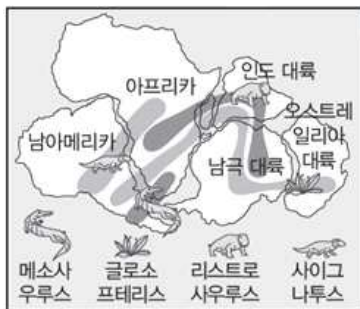 아프리카
인도 대륙
오스트레
일리아
대륙
남아메리카
남극 대륙
메소사
우루스
글로소
프테리스
리스트로
사우루스
사이그
나투스